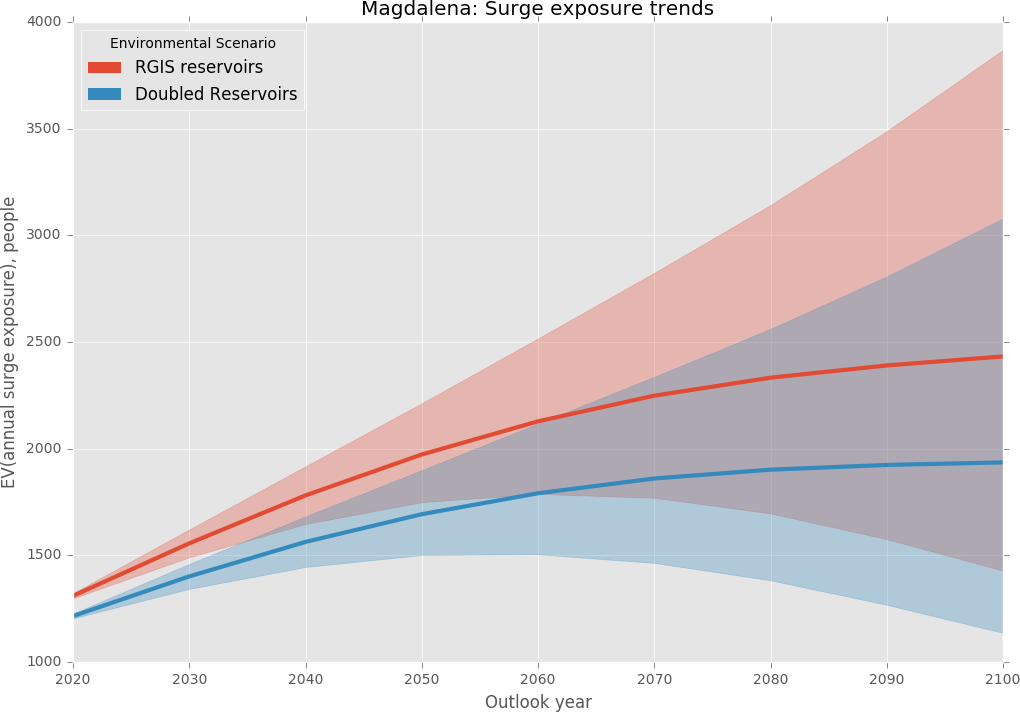 Magdalena: Surge exposure trends
4000
3500
3000
2500
2000
1500
1000
EV(annual surge exposure), people
Environmental Scenario
RGIS reservoirs
Doubled Reservoirs
2020 2030 2040 2050 2060 2070 2080 2090 2100
Outlook year